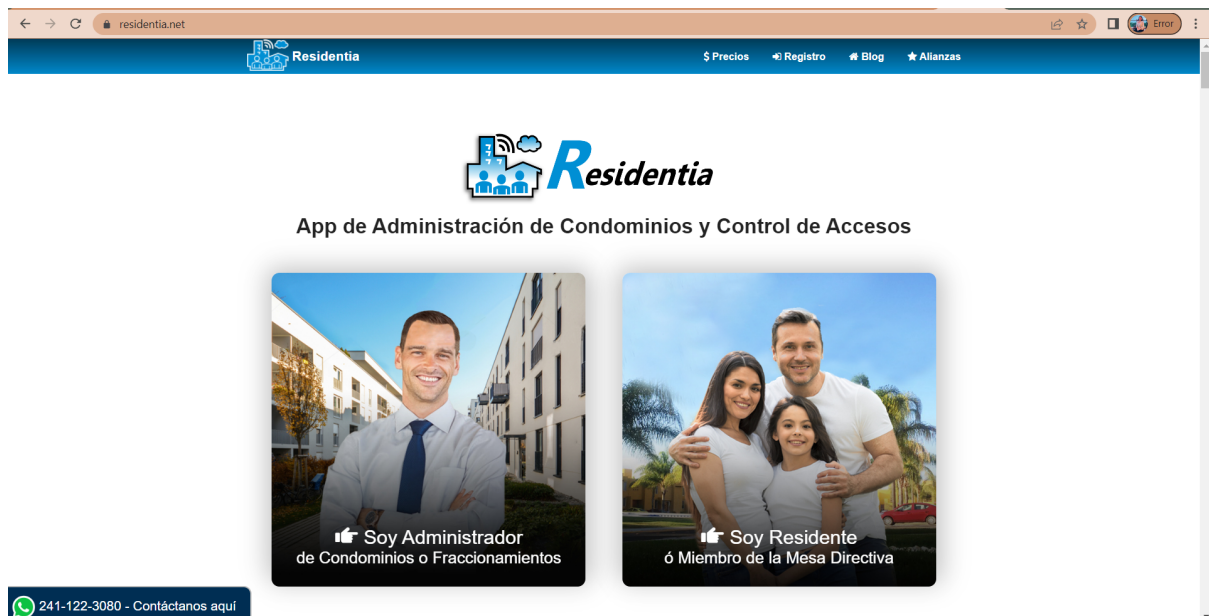 residentia.net
Error
Residentia
$ Precios
Registro
Blog
Alianzas
Residentia
App de Administración de Condominios y Control de Accesos
Soy Administrador
de Condominios o Fraccionamientos
Soy Residente
ó Miembro de la Mesa Directiva
241-122-3080 - Contáctanos aquí